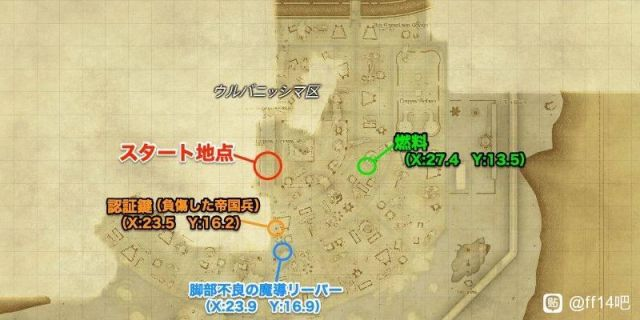 ウルバニッシマ区
スタート地点
燃料
(X:27.4 Y:13.5)
認証鍵(負傷した帝国兵)
(X:23.5 Y:16.2)
脚部不良の魔導リーパー
(X:23.9 Y:16.9)
貼 @ff14吧